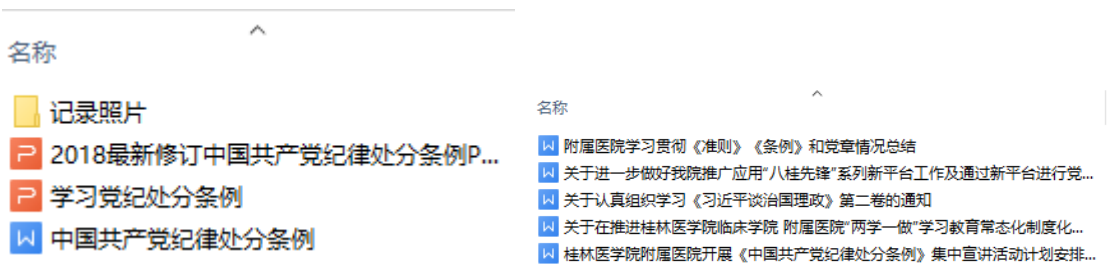 名称
记录照片
2018最新修订中国共产党纪律处分条例P...
学习党纪处分条例
中国共产党纪律处分条例
名称
附属医院学习贯彻《准则》《条例》和党章情况总结
关于进一步做好我院推广应用“八桂先锋”系列新平台工作及通过新平台进行党...
关于认真组织学习《习近平谈治国理政》第二卷的通知
关于在推进桂林医学院临床学院 附属医院“两学一做”学习教育常态化制度化...
桂林医学院附属医院开展《中国共产党纪律处分条例》集中宣讲活动计划安排...